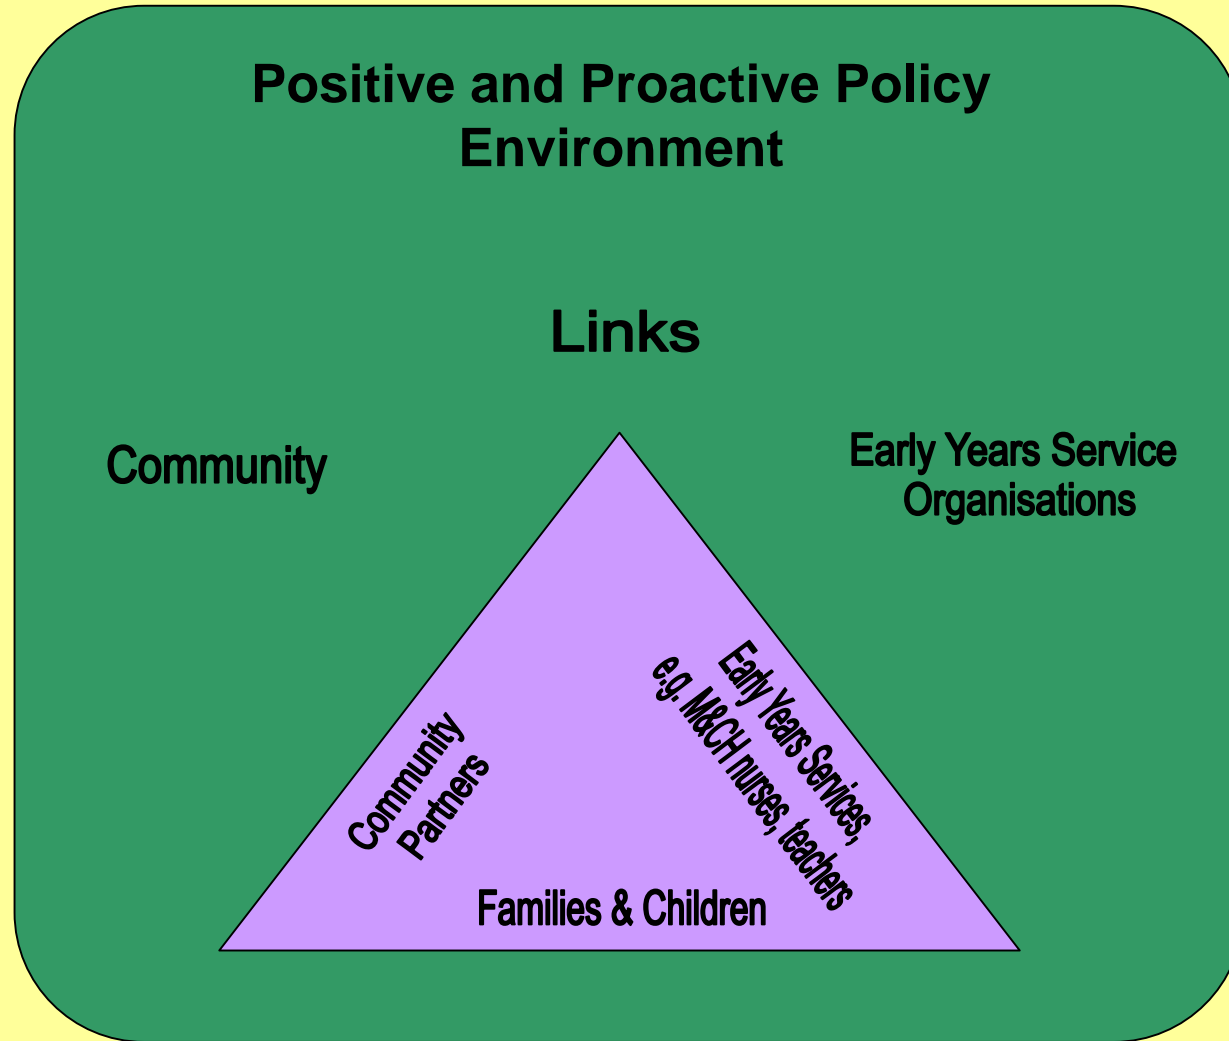 Positive and Proactive Policy
Environment
Links
Community
Early Years Service
Organisations
Community
Partners
Early Years Services,
e.g. M&CH nurses, teachers
Families & Children